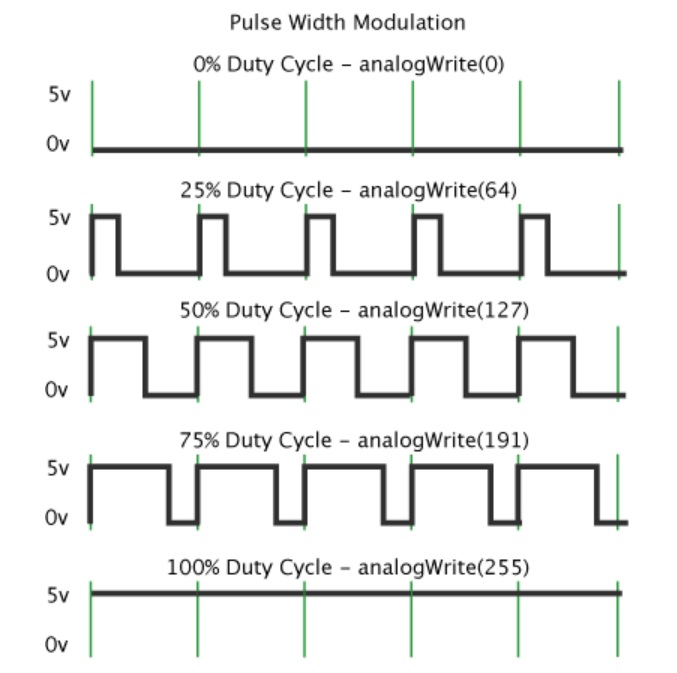 Pulse Width Modulation
0% Duty Cycle – analogWrite(0)
5v
0v
25% Duty Cycle – analogWrite(64)
5v
0v
50% Duty Cycle – analogWrite(127)
5v
0v
75% Duty Cycle – analogWrite(191)
5v
0v
100% Duty Cycle – analogWrite(255)
5v
0v